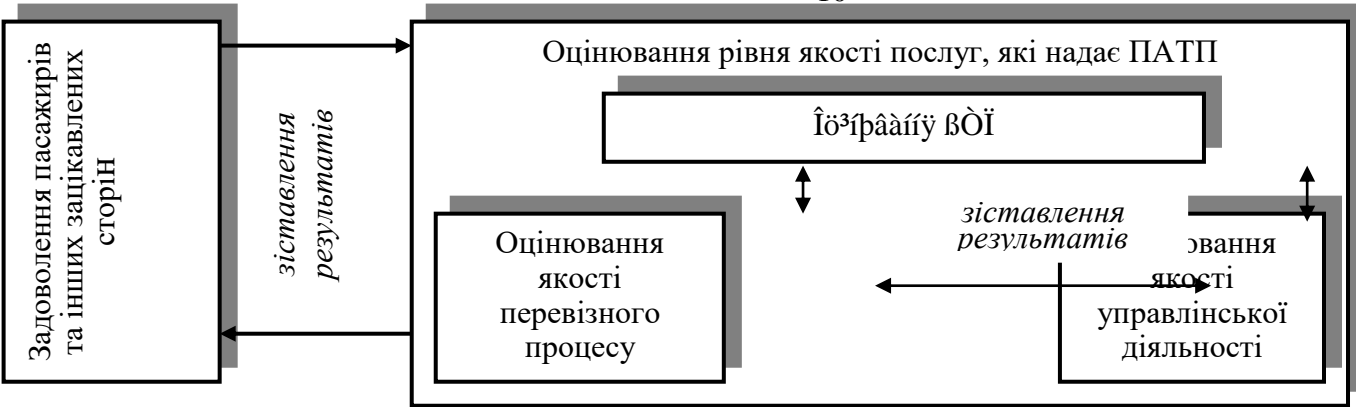 Задоволення пасажирів
та інших зацікавлених
сторін
зіставлення
результатів
Оцінювання рівня якості послуг, які надає ПАТП
Îö³íþâàííÿ ßÒÏ
Оцінювання
якості
перевізного
процесу
зіставлення
результатів
ювання
якості
управлінської
діяльності